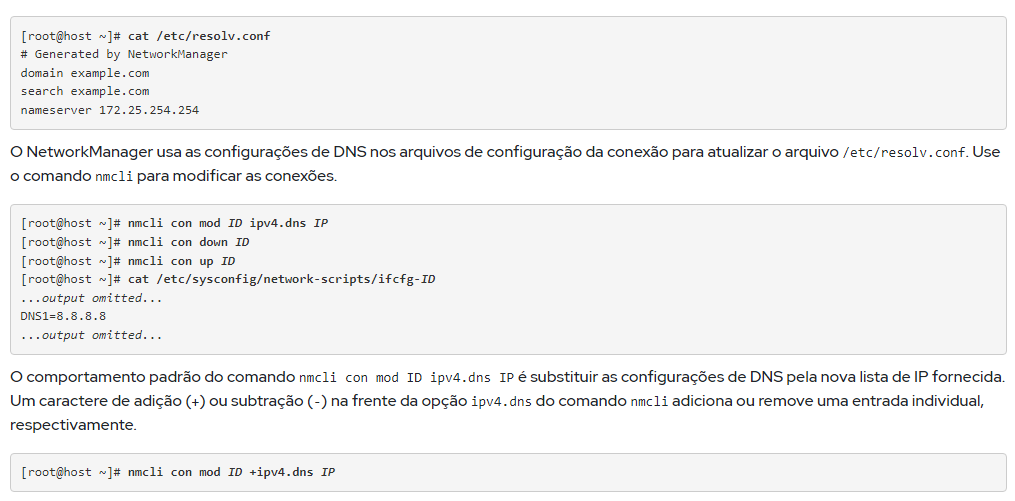 [root@host ~]# cat /etc/resolv.conf
# Generated by NetworkManager
domain example.com
search example.com
nameserver 172.25.254.254
O NetworkManager usa as configurações de DNS nos arquivos de configuração da conexão para atualizar o arquivo /etc/resolv.conf. Use
o comando nmcli para modificar as conexões.
[root@host ~]# nmcli con mod ID ipv4.dns IP
[root@host ~]# nmcli con down ID
[root@host ~]# nmcli con up ID
[root@host ~]# cat /etc/sysconfig/network-scripts/ifcfg-ID
...output omitted...
DNS1=8.8.8.8
...output omitted...
O comportamento padrão do comando nmcli con mod ID ipv4.dns IP é substituir as configurações de DNS pela nova lista de IP fornecida.
Um caractere de adição (+) ou subtração (-) na frente da opção ipv4.dns do comando nmcli adiciona ou remove uma entrada individual,
respectivamente.
[root@host ~]# nmcli con mod ID +ipv4.dns IP